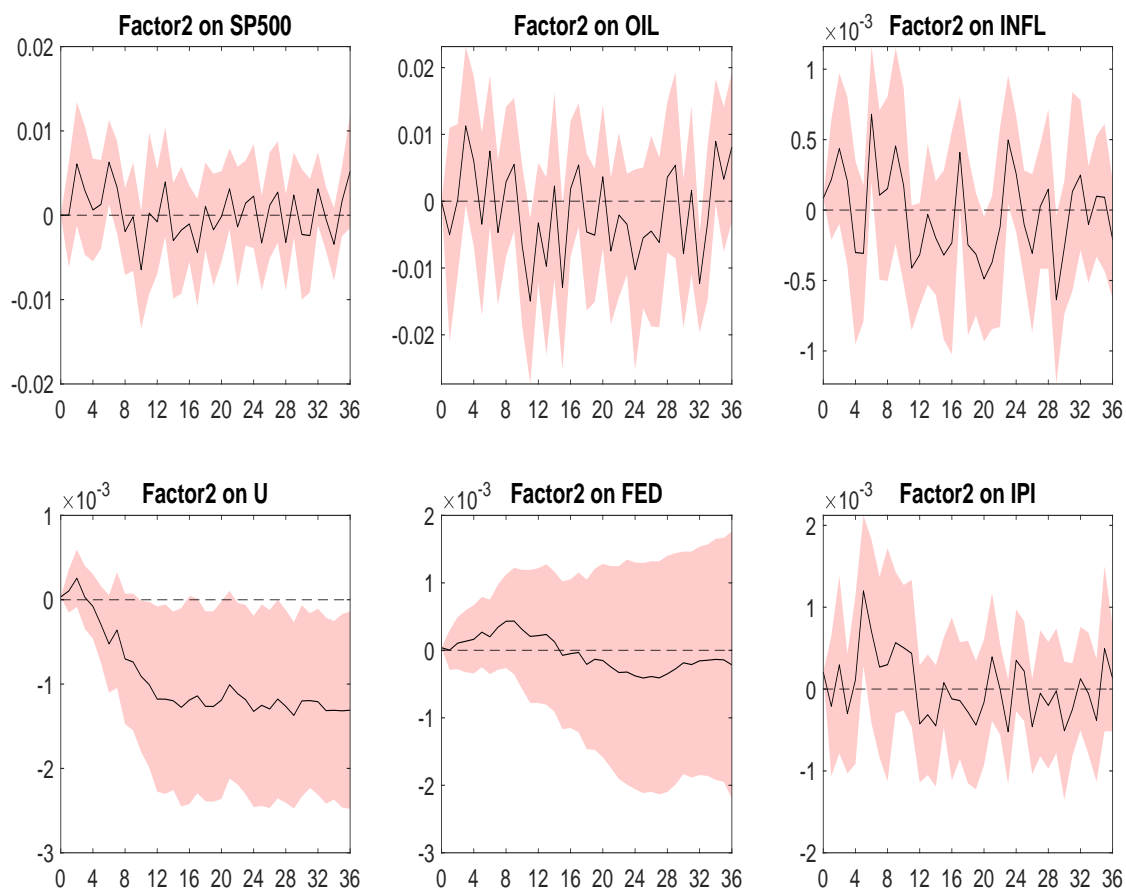 Factor2 on SP500
0.02
0.01
0
-0.01
-0.02
0 4 8 12 16 20 24 28 32 36
Factor2 on OIL
0.02
0.01
0
-0.01
-0.02
0 4 8 12 16 20 24 28 32 36
×10⁻³ Factor2 on INFL
1
0.5
0
-0.5
-1
0 4 8 12 16 20 24 28 32 36
×10⁻³ Factor2 on U
1
0
-1
-2
-3
0 4 8 12 16 20 24 28 32 36
×10⁻³ Factor2 on FED
2
1
0
-1
-2
-3
0 4 8 12 16 20 24 28 32 36
×10⁻³ Factor2 on IPI
2
1
0
-1
-2
0 4 8 12 16 20 24 28 32 36